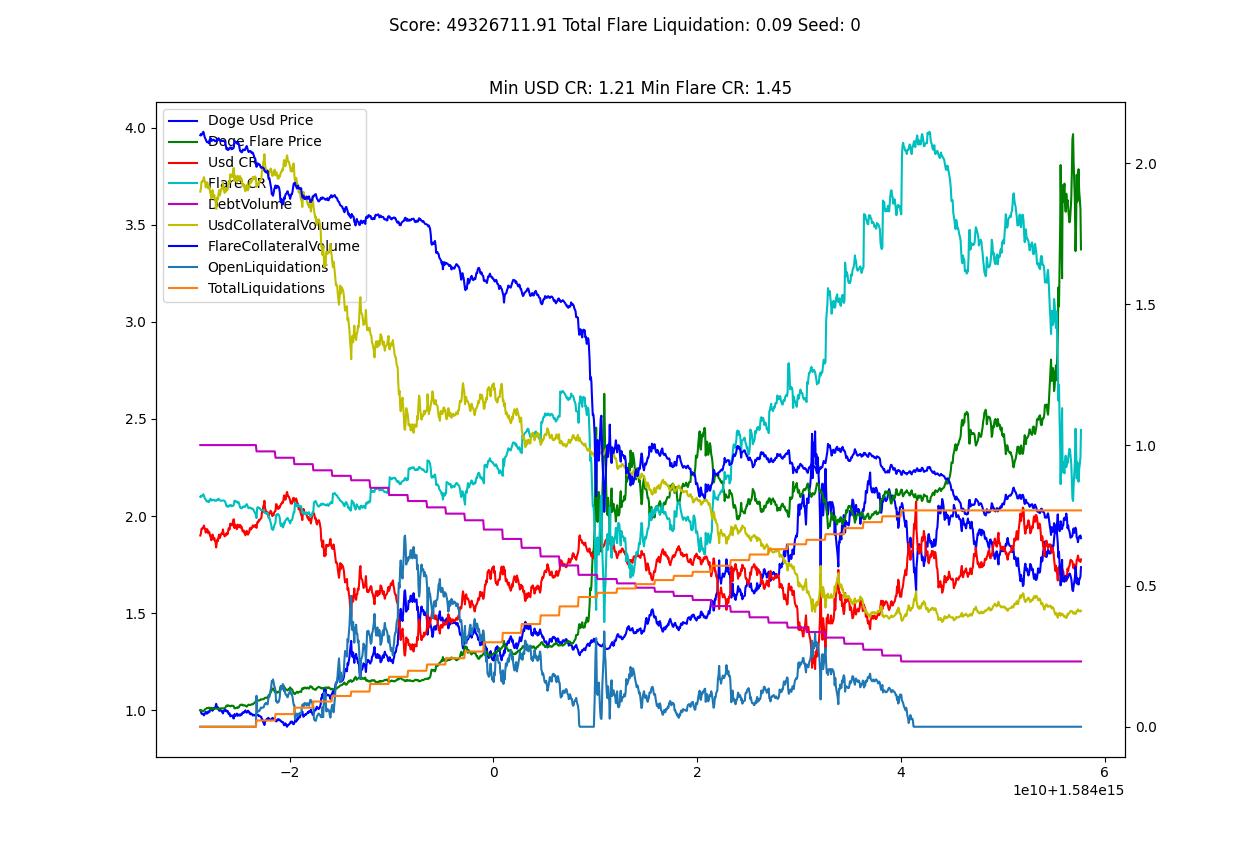 Score: 49326711.91 Total Flare Liquidation: 0.09 Seed: 0
Min USD CR: 1.21 Min Flare CR: 1.45
Doge Usd Price
Doge Flare Price
Usd CR
Flare CR
DebtVolume
UsdCollateralVolume
FlareCollateralVolume
OpenLiquidations
TotalLiquidations
4.0
3.5
3.0
2.5
2.0
1.5
1.0
2.0
1.5
1.0
0.5
0.0
−2
0
2
4
6
1e10+1.584e15